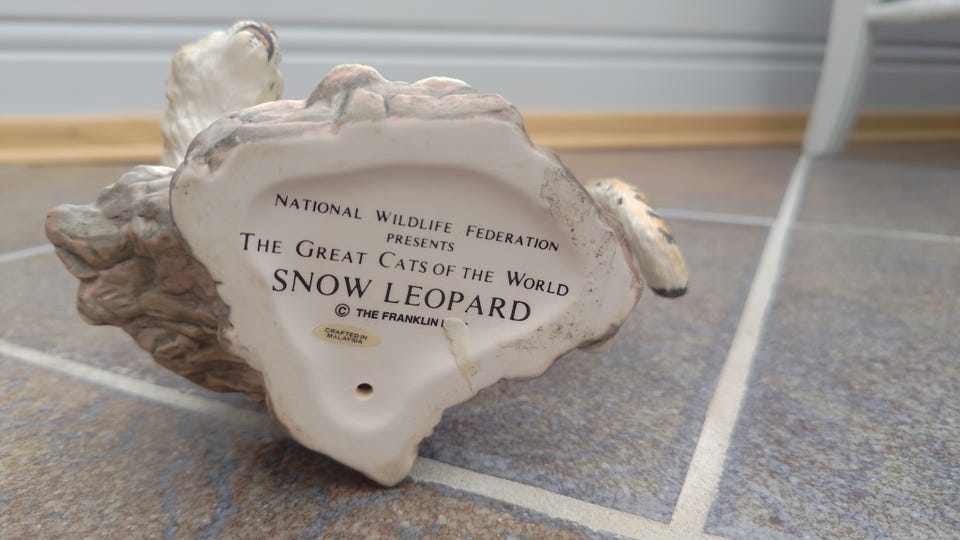 NATIONAL WILDLIFE FEDERATION
PRESENTS
THE GREAT CATS OF THE WORLD
SNOW LEOPARD
© THE FRANKLIN
CRAFTED IN
MALAYSIA